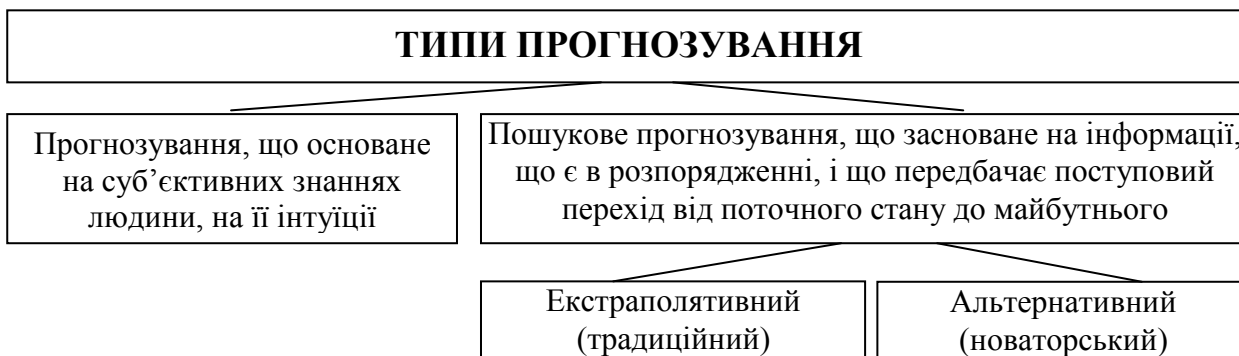 ТИПИ ПРОГНОЗУВАННЯ
Прогнозування, що основане
на суб’єктивних знаннях
людини, на її інтуїції
Пошукове прогнозування, що засноване на інформації,
що є в розпорядженні, і що передбачає поступовий
перехід від поточного стану до майбутнього
Екстраполятивний
(традиційний)
Альтернативний
(новаторський)